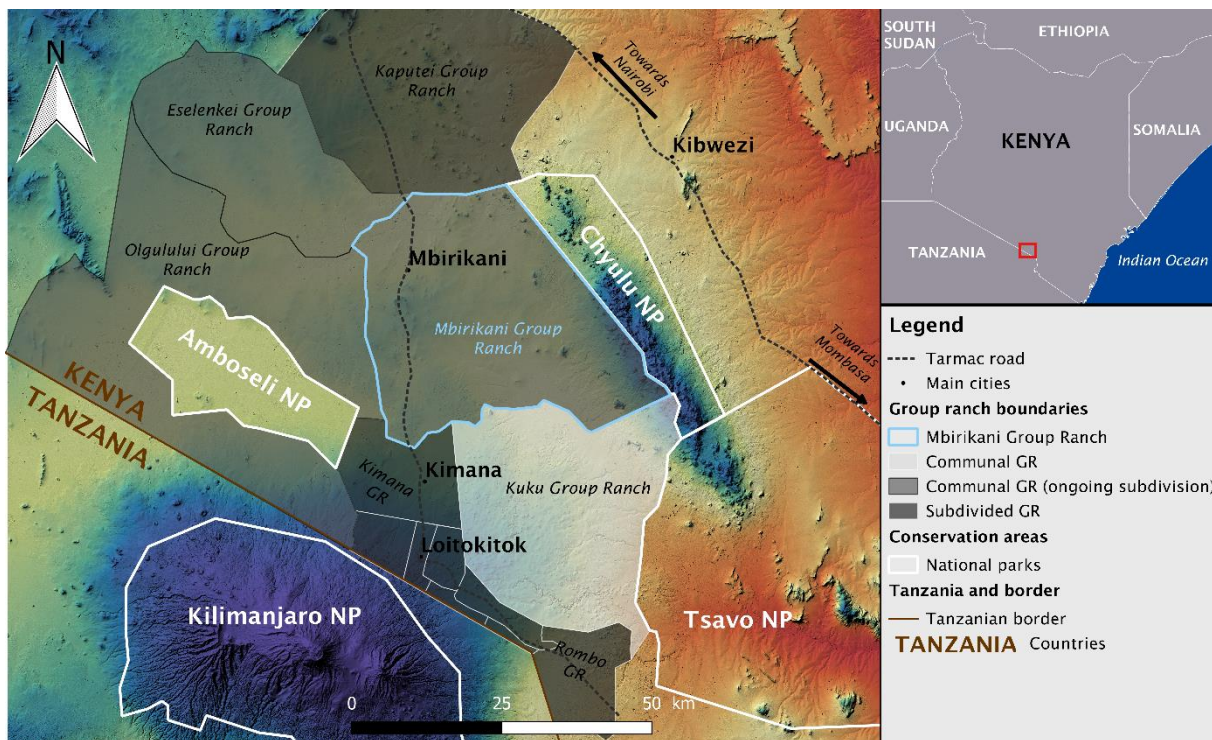 N
Kaputei Group
Ranch
Towards
Nairobi
Eselenkei Group
Ranch
Kibwezi
Olgulului Group
Ranch
Mbirikani
Chyulu NP
Mbirikani Group
Ranch
Towards
Mombasa
Amboseli NP
KENYA
TANZANIA
Kimana
GR
Kimana
Kuku Group Ranch
Loitokitok
Kilimanjaro NP
Tsavo NP
Rombo
GR
0 25 50 km
SOUTH
SUDAN
ETHIOPIA
UGANDA
KENYA
SOMALIA
TANZANIA
Indian Ocean
Legend
Tarmac road
Main cities
Group ranch boundaries
Mbirikani Group Ranch
Communal GR
Communal GR (ongoing subdivision)
Subdivided GR
Conservation areas
National parks
Tanzania and border
Tanzanian border
TANZANIA Countries